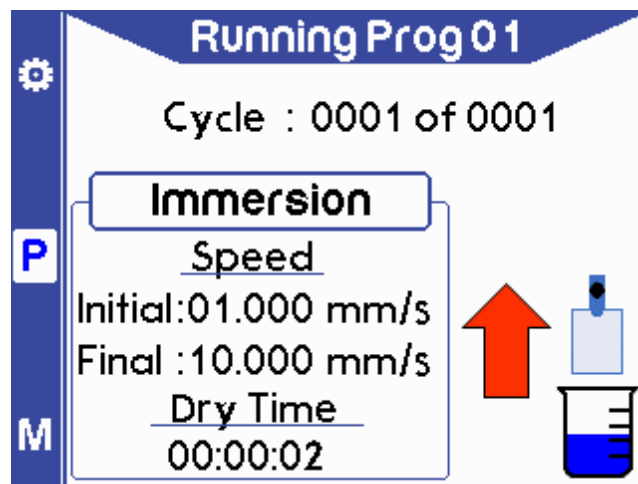 Running Prog 01
Cycle : 0001 of 0001
Immersion
Speed
Initial:01.000 mm/s
Final :10.000 mm/s
Dry Time
00:00:02
P
M